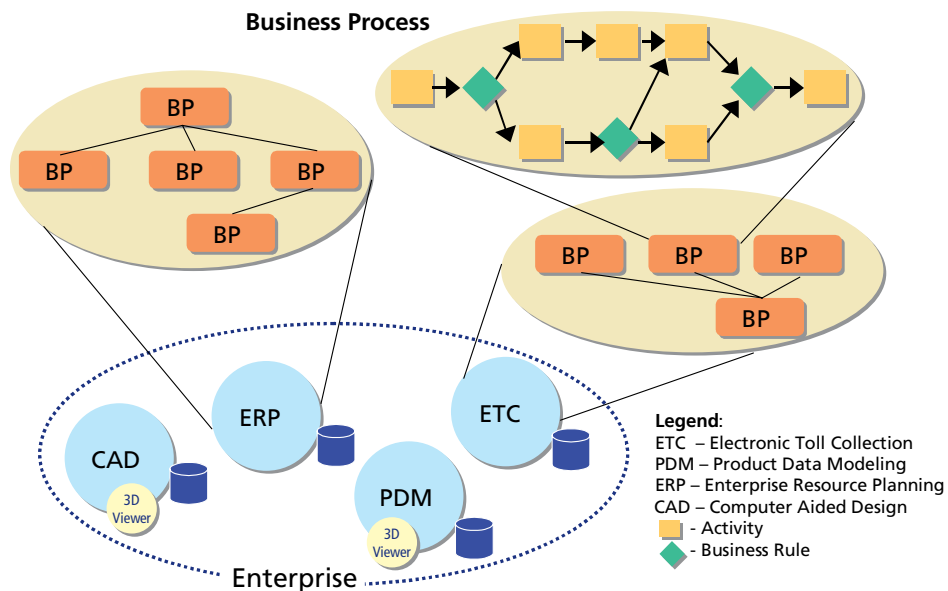 Business Process
BP
BP
BP
BP
BP
BP
BP
BP
BP
ERP
ETC
CAD
3D
Viewer
PDM
3D
Viewer
Enterprise
Legend:
ETC – Electronic Toll Collection
PDM – Product Data Modeling
ERP – Enterprise Resource Planning
CAD – Computer Aided Design
- Activity
- Business Rule